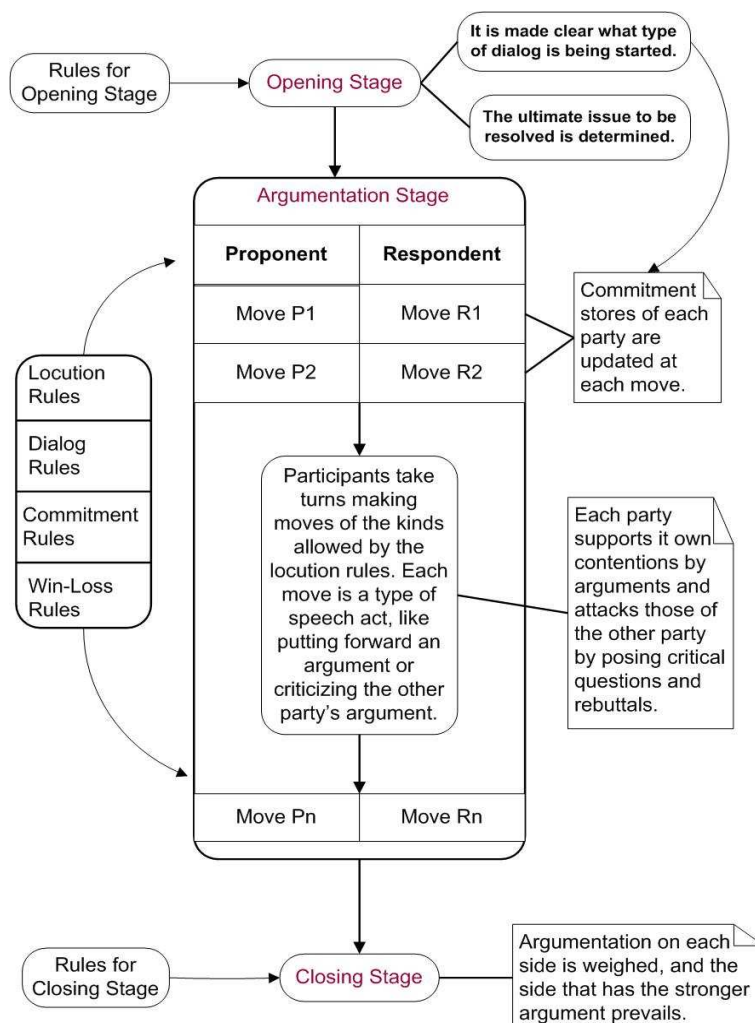 It is made clear what type
of dialog is being started.
Rules for
Opening Stage
Opening Stage
The ultimate issue to be
resolved is determined.
Argumentation Stage
Proponent
Respondent
Move P1
Move R1
Move P2
Move R2
Commitment
stores of each
party are
updated at
each move.
Locution
Rules
Dialog
Rules
Commitment
Rules
Win-Loss
Rules
Participants take
turns making
moves of the kinds
allowed by the
locution rules. Each
move is a type of
speech act, like
putting forward an
argument or
criticizing the other
party's argument.
Each party
supports it own
contentions by
arguments and
attacks those of
the other party
by posing critical
questions and
rebuttals.
Move Pn
Move Rn
Rules for
Closing Stage
Closing Stage
Argumentation on each
side is weighed, and the
side that has the stronger
argument prevails.